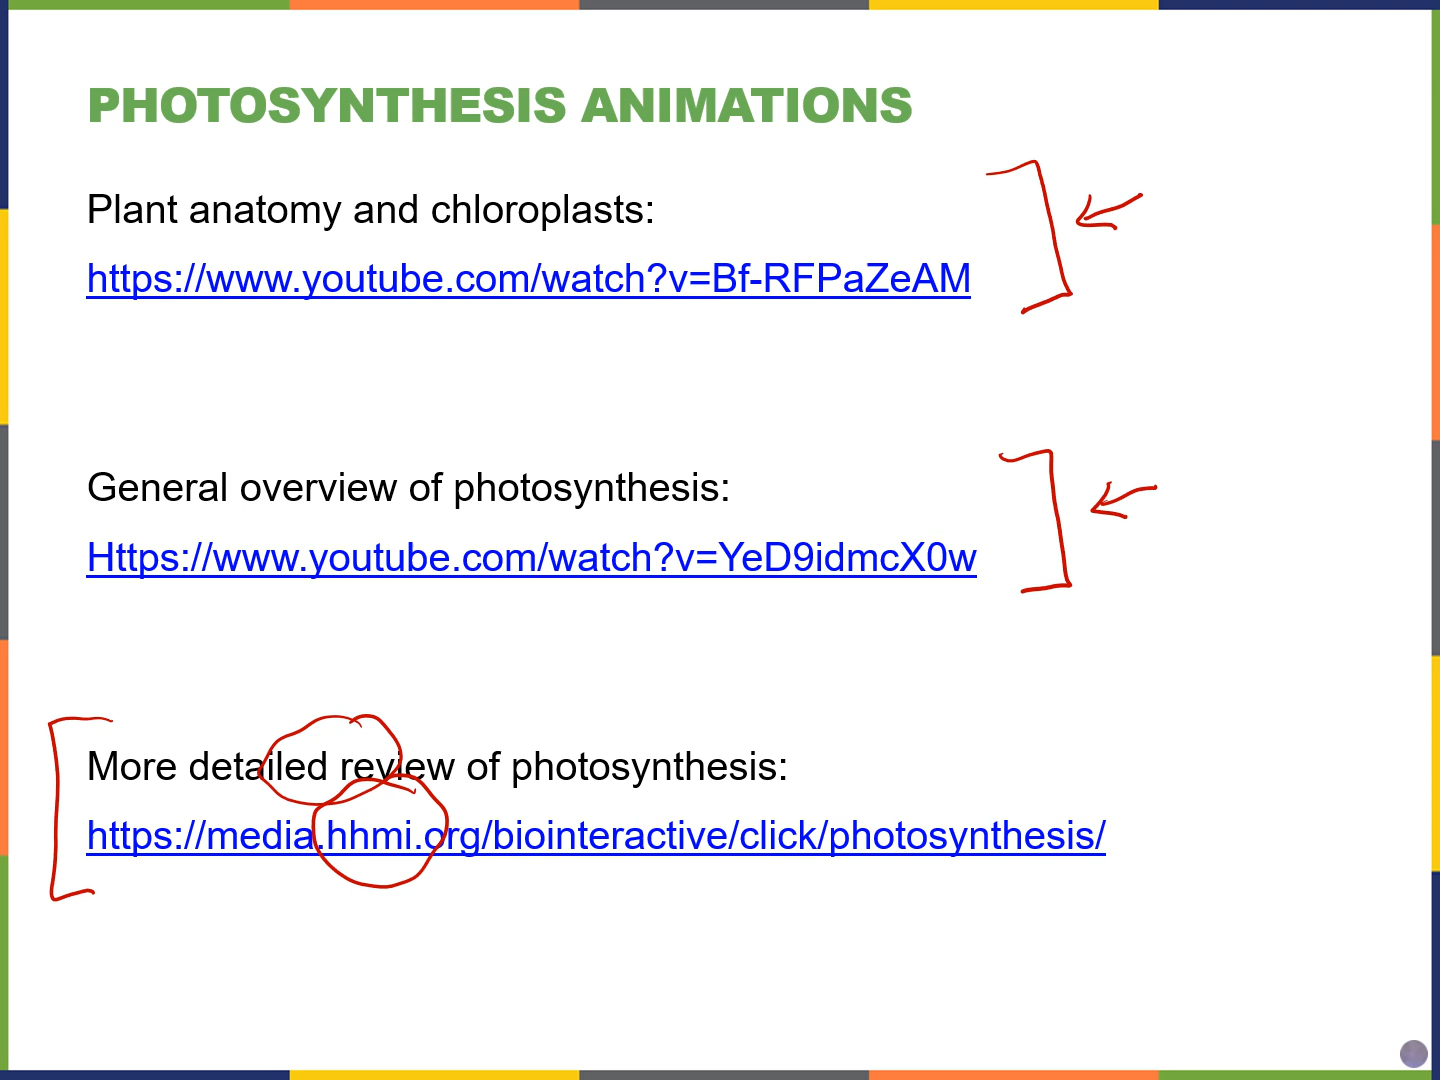 PHOTOSYNTHESIS ANIMATIONS
Plant anatomy and chloroplasts:
https://www.youtube.com/watch?v=Bf-RFPaZeAM
General overview of photosynthesis:
Https://www.youtube.com/watch?v=YeD9idmcX0w
More detailed review of photosynthesis:
https://media.hhmi.org/biointeractive/click/photosynthesis/